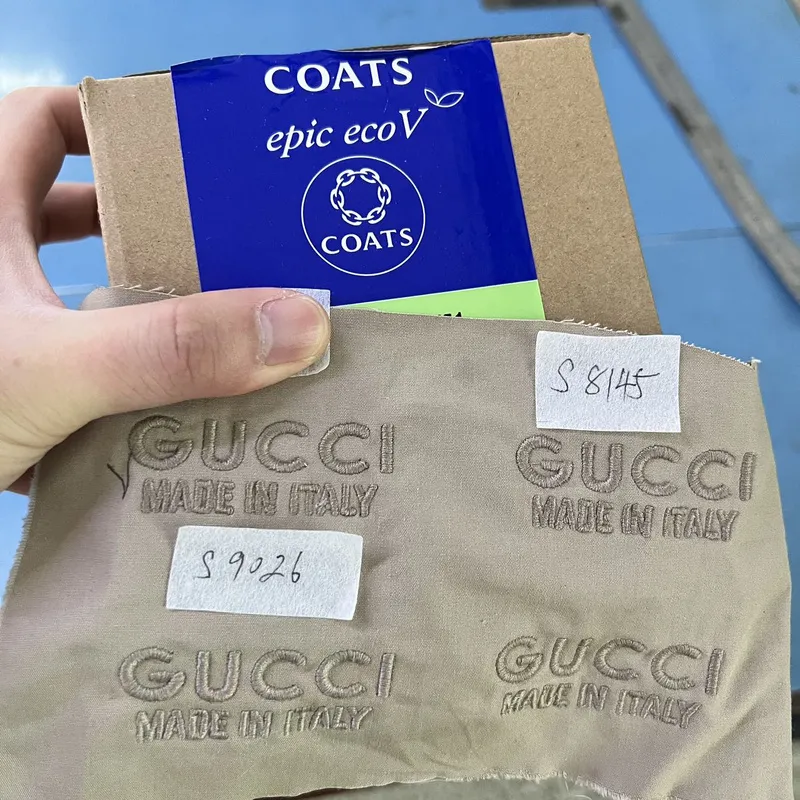 COATS
epic ecoV
COATS
S 8145
GUCCI
MADE IN ITALY
GUCCI
MADE IN ITALY
S 9026
GUCCI
MADE IN ITALY
GUCCI
MADE IN ITALY